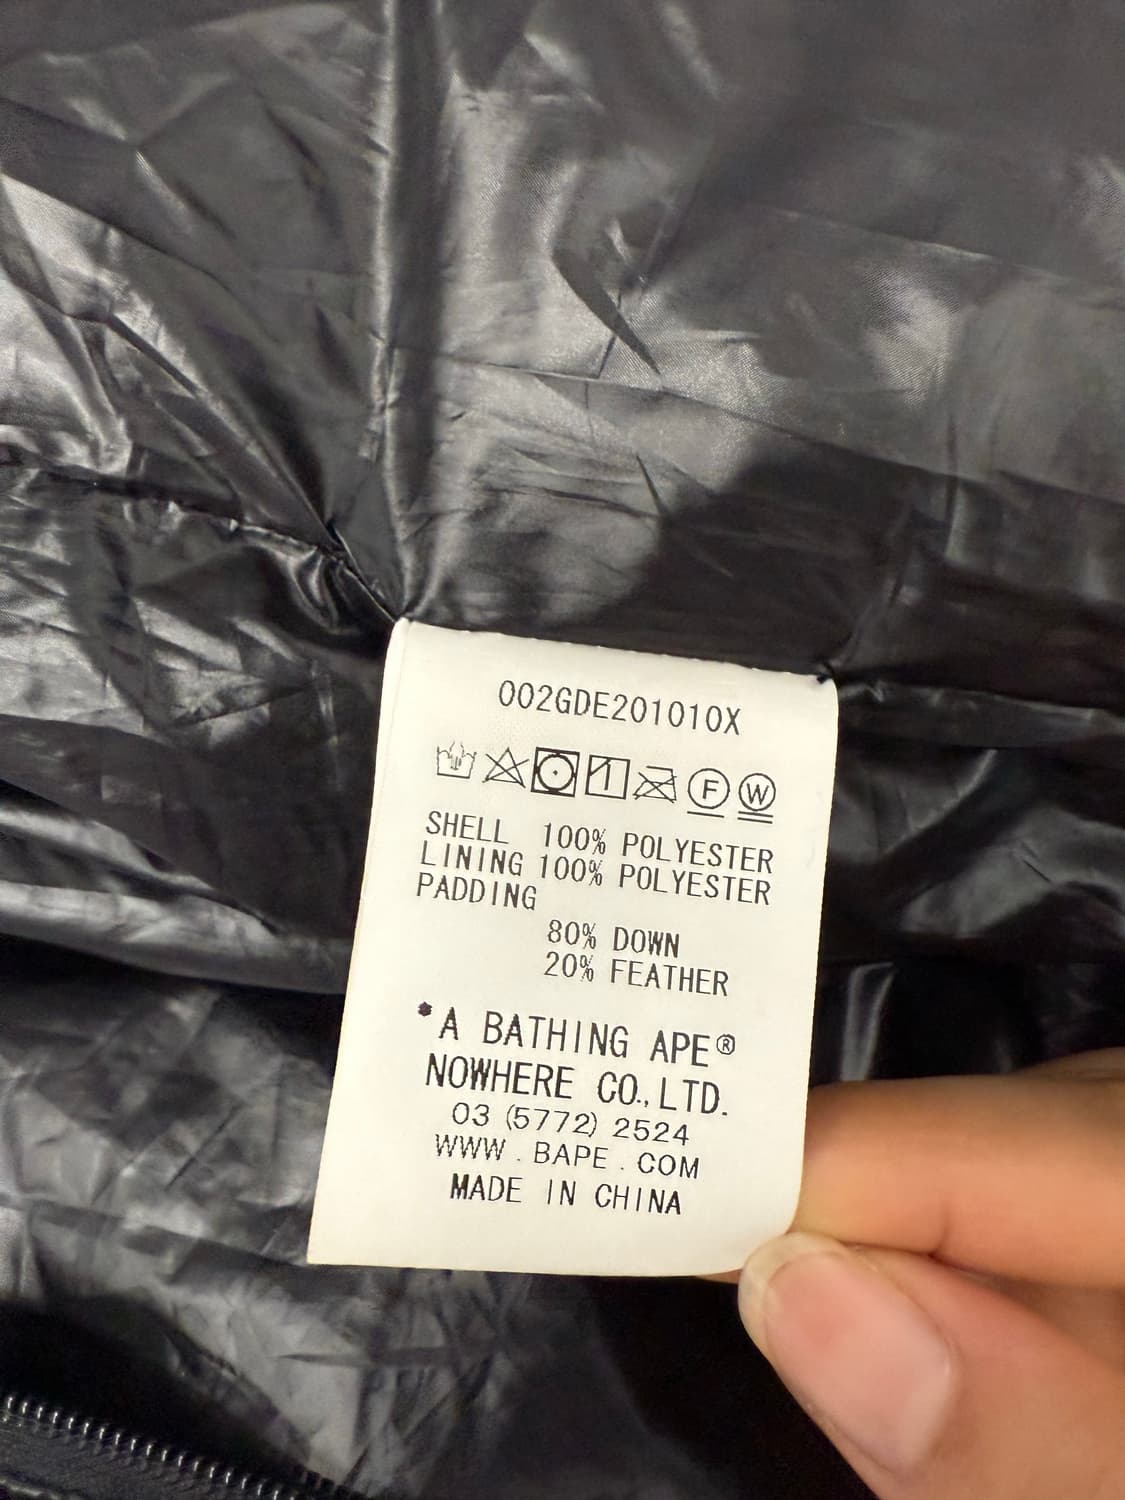 002GDE201010X
1 F W
SHELL 100% POLYESTER
LINING 100% POLYESTER
PADDING
80% DOWN
20% FEATHER
*A BATHING APE®
NOWHERE CO.,LTD.
03 (5772) 2524
WWW.BAPE.COM
MADE IN CHINA